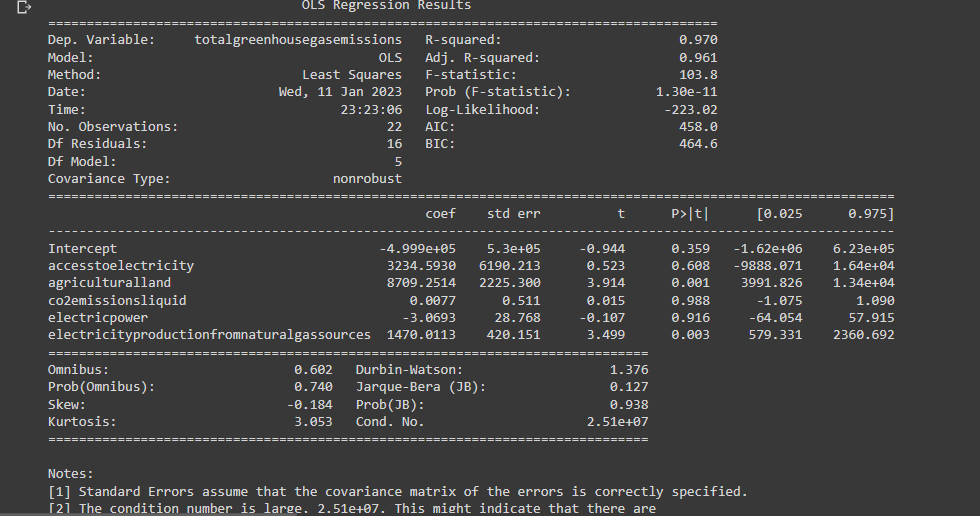 OLS Regression Results
==============================================================================
Dep. Variable:     totalgreenhousegasemissions   R-squared:                       0.970
Model:                                     OLS   Adj. R-squared:                  0.961
Method:                          Least Squares   F-statistic:                     103.8
Date:                         Wed, 11 Jan 2023   Prob (F-statistic):           1.30e-11
Time:                                 23:23:06   Log-Likelihood:                -223.02
No. Observations:                           22   AIC:                             458.0
Df Residuals:                               16   BIC:                             464.6
Df Model:                                    5
Covariance Type:                     nonrobust
==============================================================================
coef    std err          t      P>|t|      [0.025      0.975]
------------------------------------------------------------------------------
Intercept                                  -4.999e+05    5.3e+05     -0.944      0.359   -1.62e+06    6.23e+05
accesstoelectricity                         3234.5930   6190.213      0.523      0.608   -9888.071    1.64e+04
agriculturalland                            8709.2514   2225.300      3.914      0.001    3991.826    1.34e+04
co2emissionsliquid                             0.0077      0.511      0.015      0.988      -1.075       1.090
electricpower                                 -3.0693     28.768     -0.107      0.916     -64.054      57.915
electricityproductionfromnaturalgassources  1470.0113    420.151      3.499      0.003     579.331    2360.692
==============================================================================
Omnibus:                        0.602   Durbin-Watson:                   1.376
Prob(Omnibus):                  0.740   Jarque-Bera (JB):                0.127
Skew:                          -0.184   Prob(JB):                        0.938
Kurtosis:                       3.053   Cond. No.                     2.51e+07
==============================================================================
Notes:
[1] Standard Errors assume that the covariance matrix of the errors is correctly specified.
[2] The condition number is large, 2.51e+07. This might indicate that there are